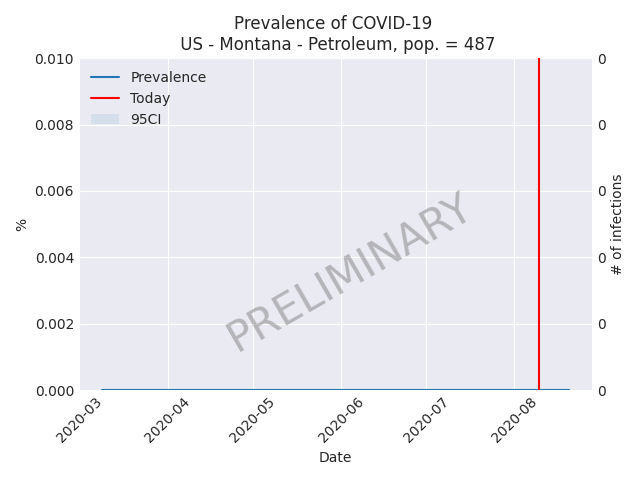 Prevalence of COVID-19
US - Montana - Petroleum, pop. = 487
Prevalence
Today
95CI
0.010
0.008
0.006
0.004
0.002
0.000
%
0
0
0
0
0
0
# of infections
PRELIMINARY
2020-03
2020-04
2020-05
2020-06
2020-07
2020-08
Date